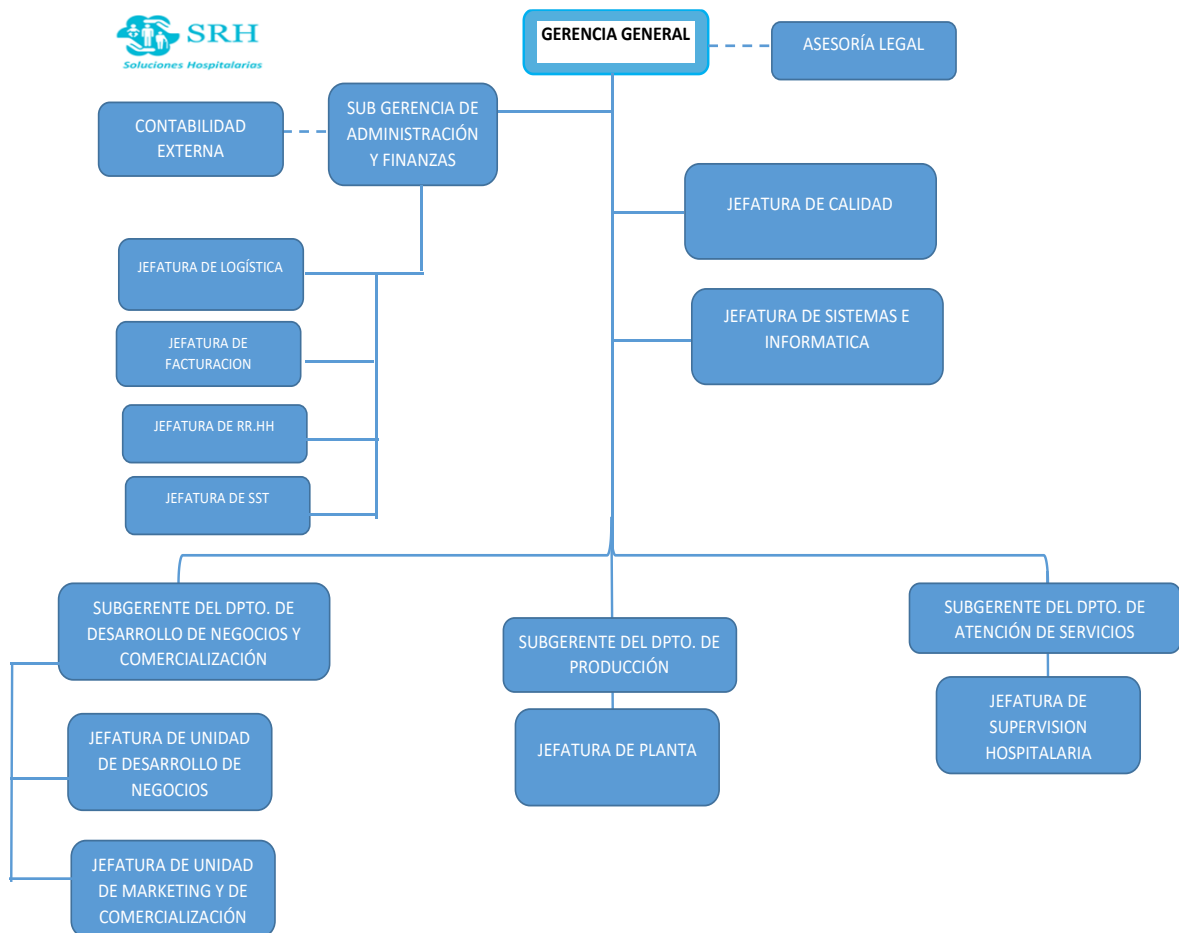 SRH
Soluciones Hospitalarias
GERENCIA GENERAL
ASESORÍA LEGAL
CONTABILIDAD
EXTERNA
SUB GERENCIA DE
ADMINISTRACIÓN
Y FINANZAS
JEFATURA DE CALIDAD
JEFATURA DE LOGÍSTICA
JEFATURA DE SISTEMAS E
INFORMATICA
JEFATURA DE
FACTURACION
JEFATURA DE RR.HH
JEFATURA DE SST
SUBGERENTE DEL DPTO. DE
DESARROLLO DE NEGOCIOS Y
COMERCIALIZACIÓN
SUBGERENTE DEL DPTO. DE
PRODUCCIÓN
SUBGERENTE DEL DPTO. DE
ATENCIÓN DE SERVICIOS
JEFATURA DE UNIDAD
DE DESARROLLO DE
NEGOCIOS
JEFATURA DE PLANTA
JEFATURA DE
SUPERVISION
HOSPITALARIA
JEFATURA DE UNIDAD
DE MARKETING Y DE
COMERCIALIZACIÓN